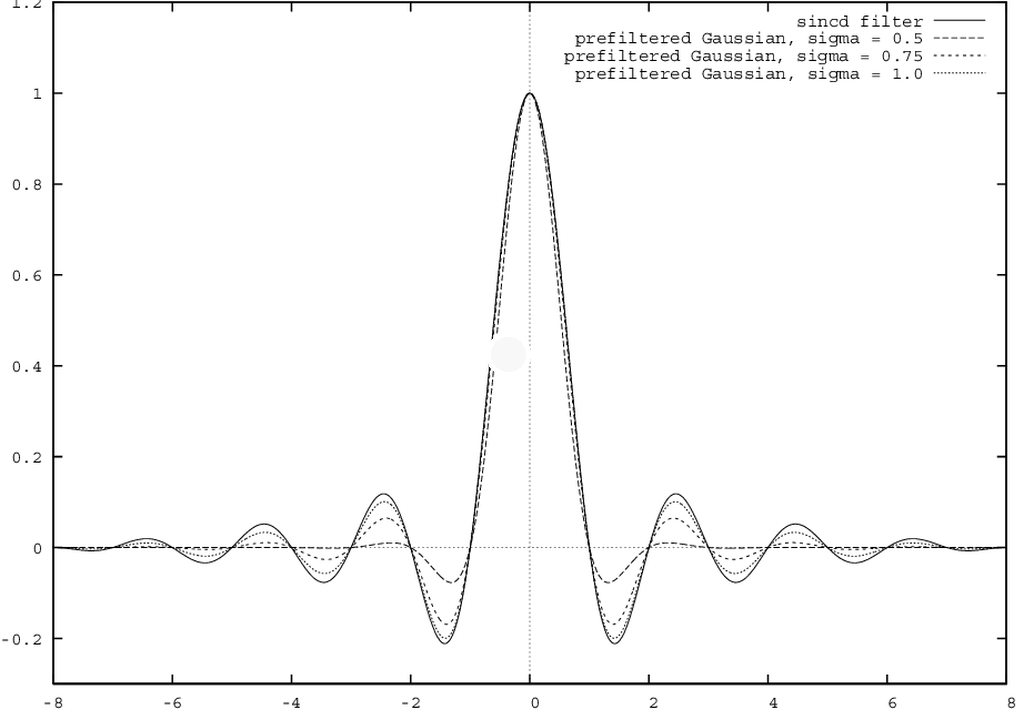 1.2
sincd filter
prefiltered Gaussian, sigma = 0.5
prefiltered Gaussian, sigma = 0.75
prefiltered Gaussian, sigma = 1.0
1
0.8
0.6
0.4
0.2
0
-0.2
-8 -6 -4 -2 0 2 4 6 8